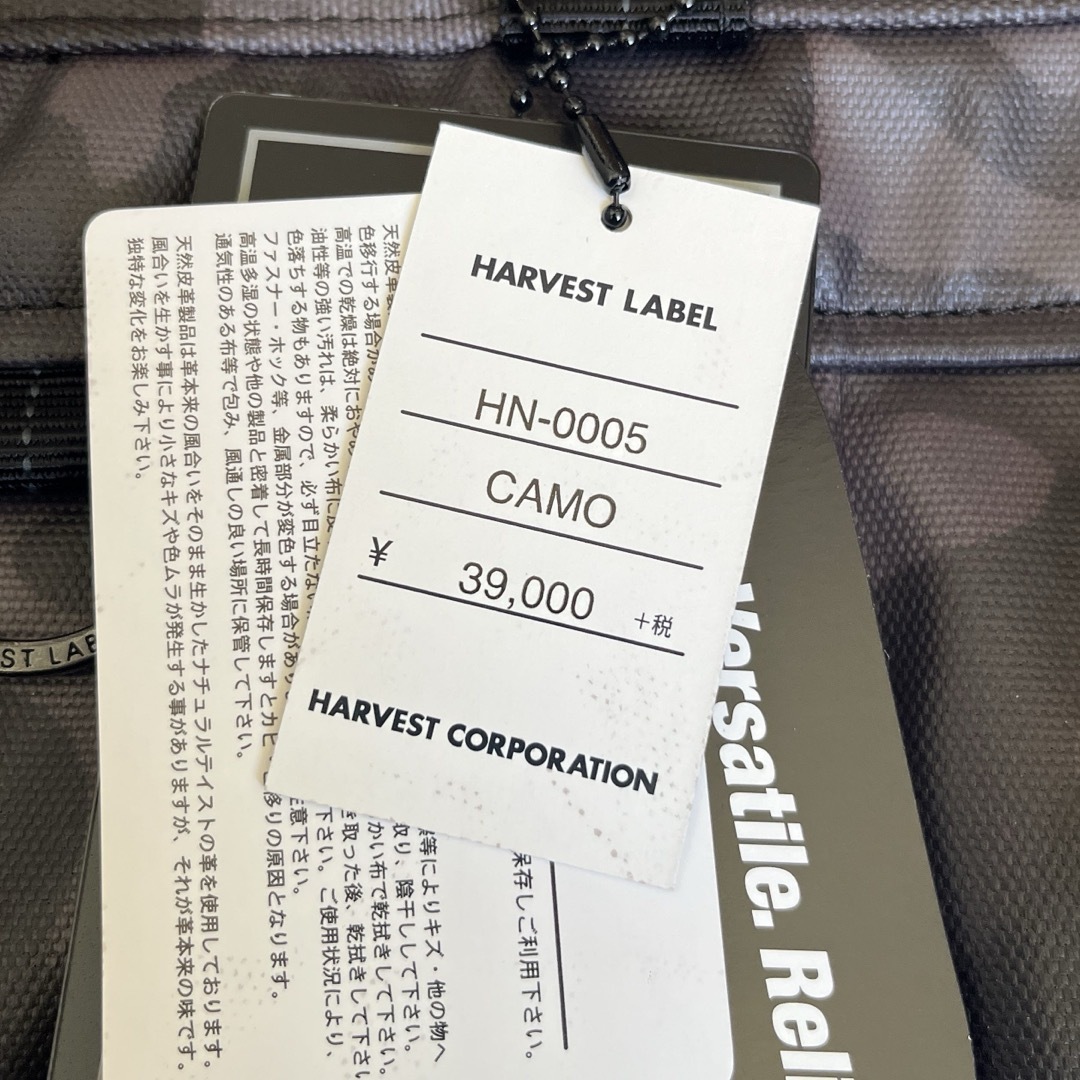 HARVEST LABEL
HN-0005
CAMO
¥ 39,000 +税
HARVEST CORPORATION
保存しご利用下さい。
天然皮革
色移行する場合が
高温での乾燥は絶対におや
油性等の強い汚れは、柔らかい布に
色落ちする物もありますので、必ず目立たない
ファスナー・ホック等、金属部分が変色する場合があり
高温多湿の状態や他の製品と密着して長時間保存しますとカビ 移りの原因となります。
通気性のある布等で包み、風通しの良い場所に保管して下さい。
等によりキズ・他の物へ
取り、陰干しして下さい。
かい布で乾拭きして下さい。
を取った後、乾拭きして下さい
下さい。ご使用状況により、
注意下さい。
天然皮革製品は革本来の風合いをそのまま生かしたナチュラルテイストの革を使用しております。
風合いを生かす事により小さなキズや色ムラが発生する事がありますが、それが革本来の味です。
独特な変化をお楽しみ下さい。
ST LAB
Versatile. Reli